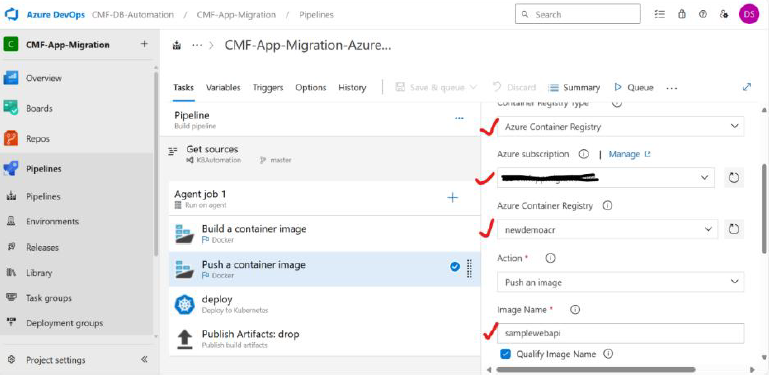 Azure DevOps CMF-DB-Automation / CMF-App-Migration / Pipelines
Search
DS
C CMF-App-Migration +
Overview
Boards
Repos
Pipelines
Pipelines
Environments
Releases
Library
Task groups
Deployment groups
Project settings
··· > CMF-App-Migration-Azure...
Tasks Variables Triggers Options History
Save & queue Discard Summary Queue ...
Pipeline
Build pipeline
Get sources
KBAutomation master
Agent job 1
Run on agent
Build a container image
Docker
Push a container image
Docker
deploy
Deploy to Kubernetes
Publish Artifacts: drop
Publish build artifacts
Container Registry Type
Azure Container Registry
Azure subscription | Manage
Azure Container Registry
newdemoacr
Action *
Push an image
Image Name *
samplewebapi
Qualify Image Name